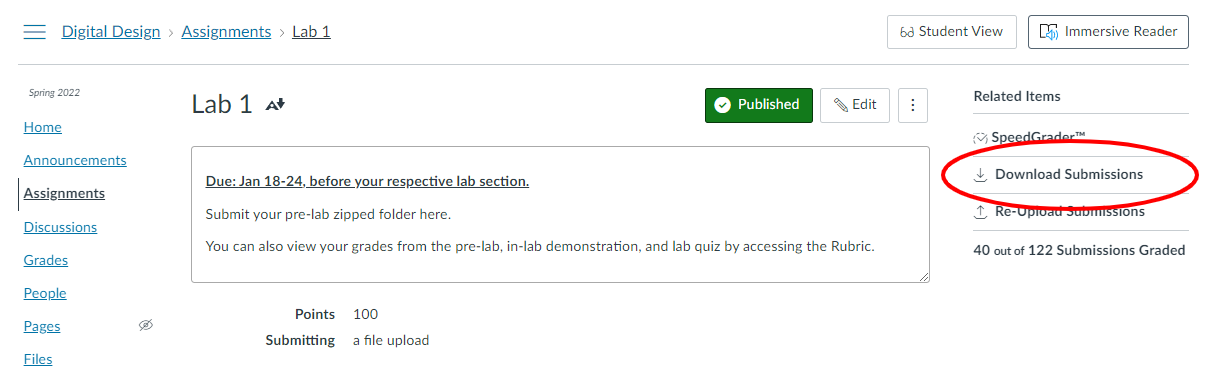 Digital Design › Assignments › Lab 1
Student View
Immersive Reader
Spring 2022
Home
Announcements
Assignments
Discussions
Grades
People
Pages
Files
Lab 1
Published
Edit
Due: Jan 18-24, before your respective lab section.
Submit your pre-lab zipped folder here.
You can also view your grades from the pre-lab, in-lab demonstration, and lab quiz by accessing the Rubric.
Points 100
Submitting a file upload
Related Items
SpeedGrader™
Download Submissions
Re-Upload Submissions
40 out of 122 Submissions Graded